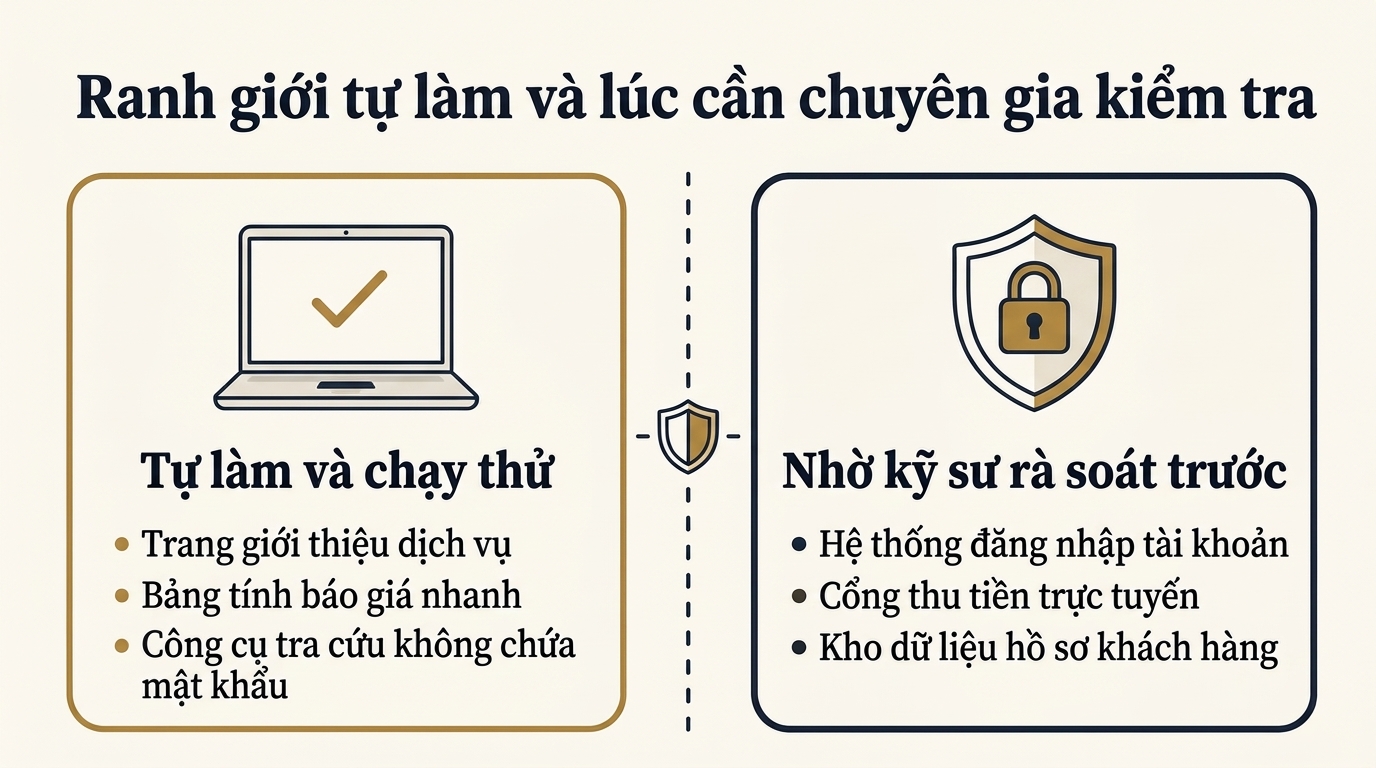 Ranh giới tự làm và lúc cần chuyên gia kiểm tra
Tự làm và chạy thử
• Trang giới thiệu dịch vụ
• Bảng tính báo giá nhanh
• Công cụ tra cứu không chứa
mật khẩu
Nhờ kỹ sư rà soát trước
• Hệ thống đăng nhập tài khoản
• Cổng thu tiền trực tuyến
• Kho dữ liệu hồ sơ khách hàng